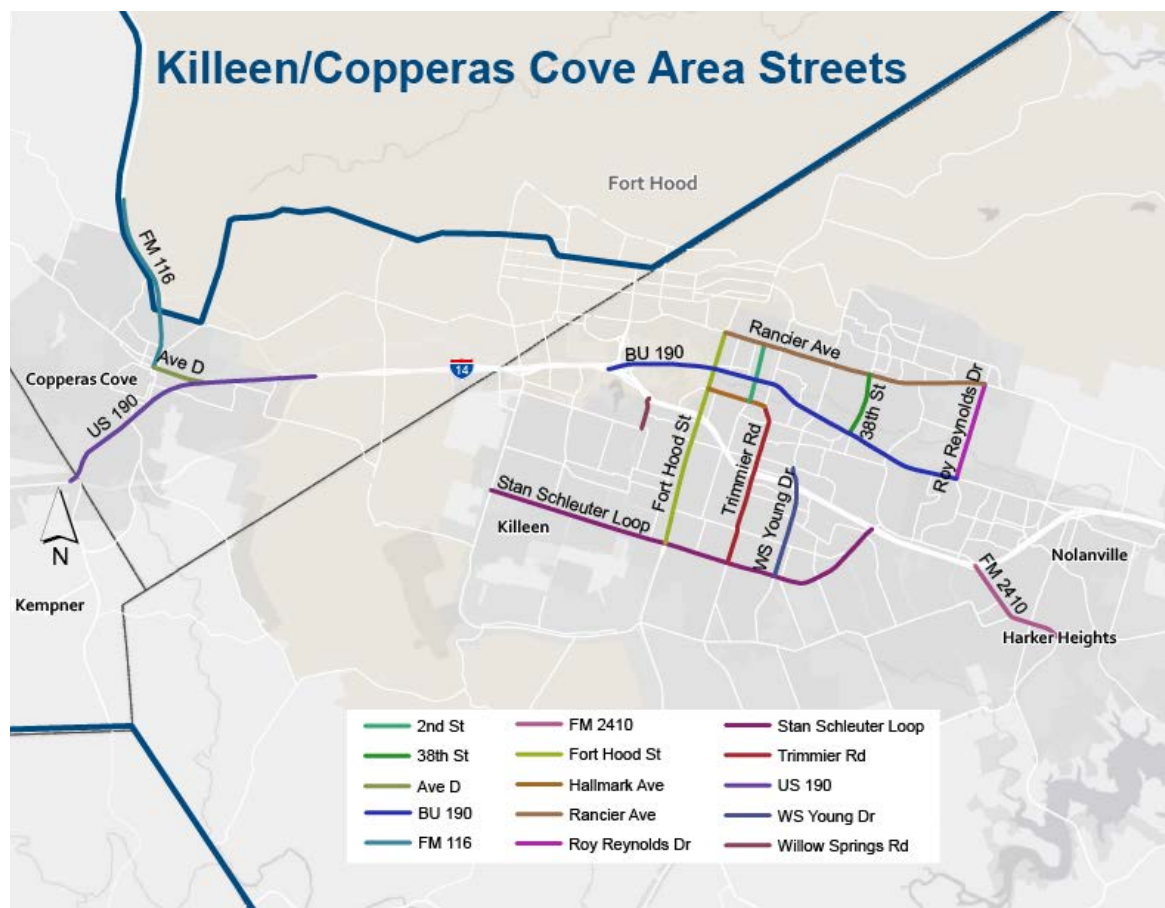 Killeen/Copperas Cove Area Streets
Fort Hood
FM 116
Ave D
Copperas Cove
US 190
14
BU 190
Rancier Ave
38th St
Roy Reynolds Dr
Fort Hood St
Trimmier Rd
WS Young Dr
Stan Schleuter Loop
Killeen
N
Kempner
FM 2410
Nolanville
Harker Heights
2nd St
38th St
Ave D
BU 190
FM 116
FM 2410
Fort Hood St
Hallmark Ave
Rancier Ave
Roy Reynolds Dr
Stan Schleuter Loop
Trimmier Rd
US 190
WS Young Dr
Willow Springs Rd